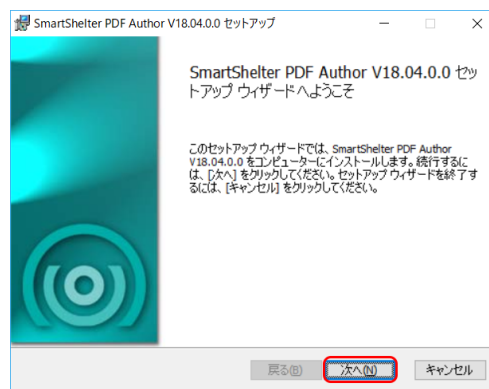 SmartShelter PDF Author V18.04.0.0 セットアップ
SmartShelter PDF Author V18.04.0.0 セッ
トアップ ウィザードへようこそ
このセットアップ ウィザードでは、SmartShelter PDF Author
V18.04.0.0 をコンピューターにインストールします。続行するに
は、[次へ] をクリックしてください。セットアップ ウィザードを終了す
るには、[キャンセル] をクリックしてください。
戻る(B)
次へ(N)
キャンセル